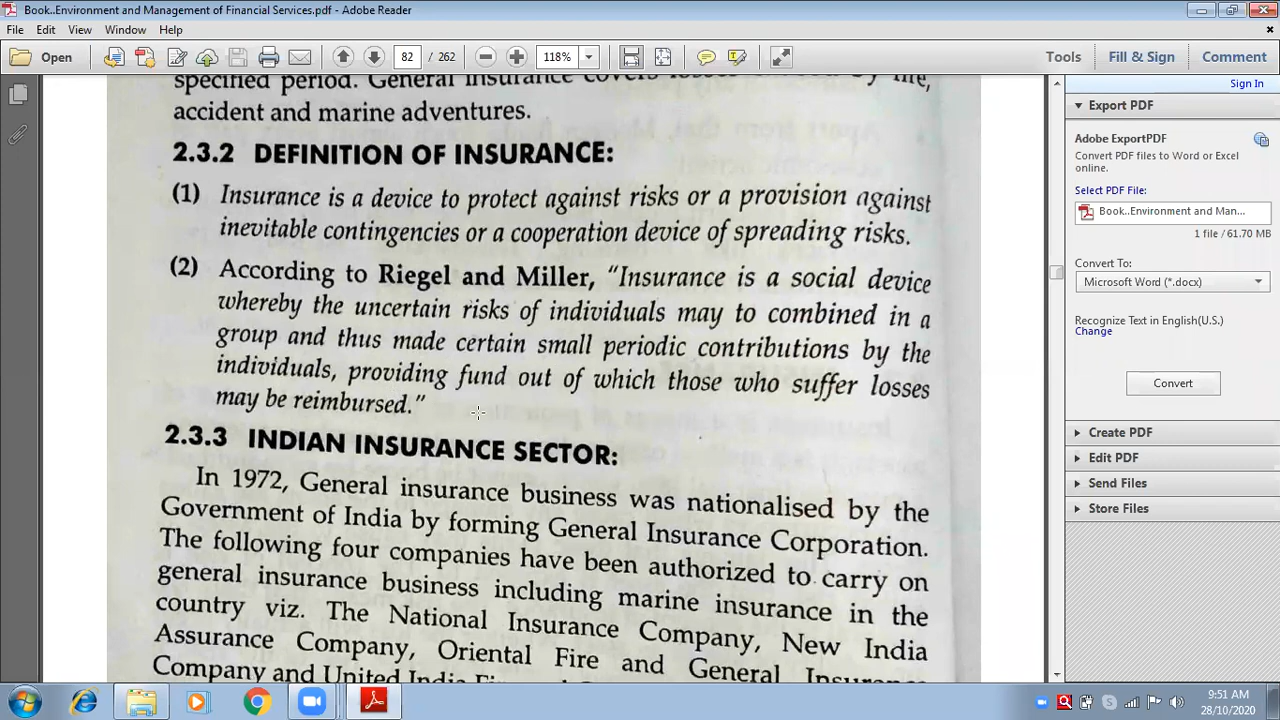 Book..Environment and Management of Financial Services.pdf - Adobe Reader
File Edit View Window Help
Open 82 / 262 118% Tools Fill & Sign Comment
Sign In
specified period. General insurance covers
accident and marine adventures.
2.3.2 DEFINITION OF INSURANCE:
(1) Insurance is a device to protect against risks or a provision against
inevitable contingencies or a cooperation device of spreading risks.
(2) According to Riegel and Miller, "Insurance is a social device
whereby the uncertain risks of individuals may to combined in a
group and thus made certain small periodic contributions by the
individuals, providing fund out of which those who suffer losses
may be reimbursed."
2.3.3 INDIAN INSURANCE SECTOR:
In 1972, General insurance business was nationalised by the
Government of India by forming General Insurance Corporation.
The following four companies have been authorized to carry on
general insurance business including marine insurance in the
country viz. The National Insurance Company, New India
Assurance Company, Oriental Fire and General Insurance
Company and United India
Export PDF
Adobe ExportPDF
Convert PDF files to Word or Excel
online.
Select PDF File:
Book..Environment and Man...
1 file / 61.70 MB
Convert To:
Microsoft Word (*.docx)
Recognize Text in English(U.S.)
Change
Convert
Create PDF
Edit PDF
Send Files
Store Files
9:51 AM
28/10/2020